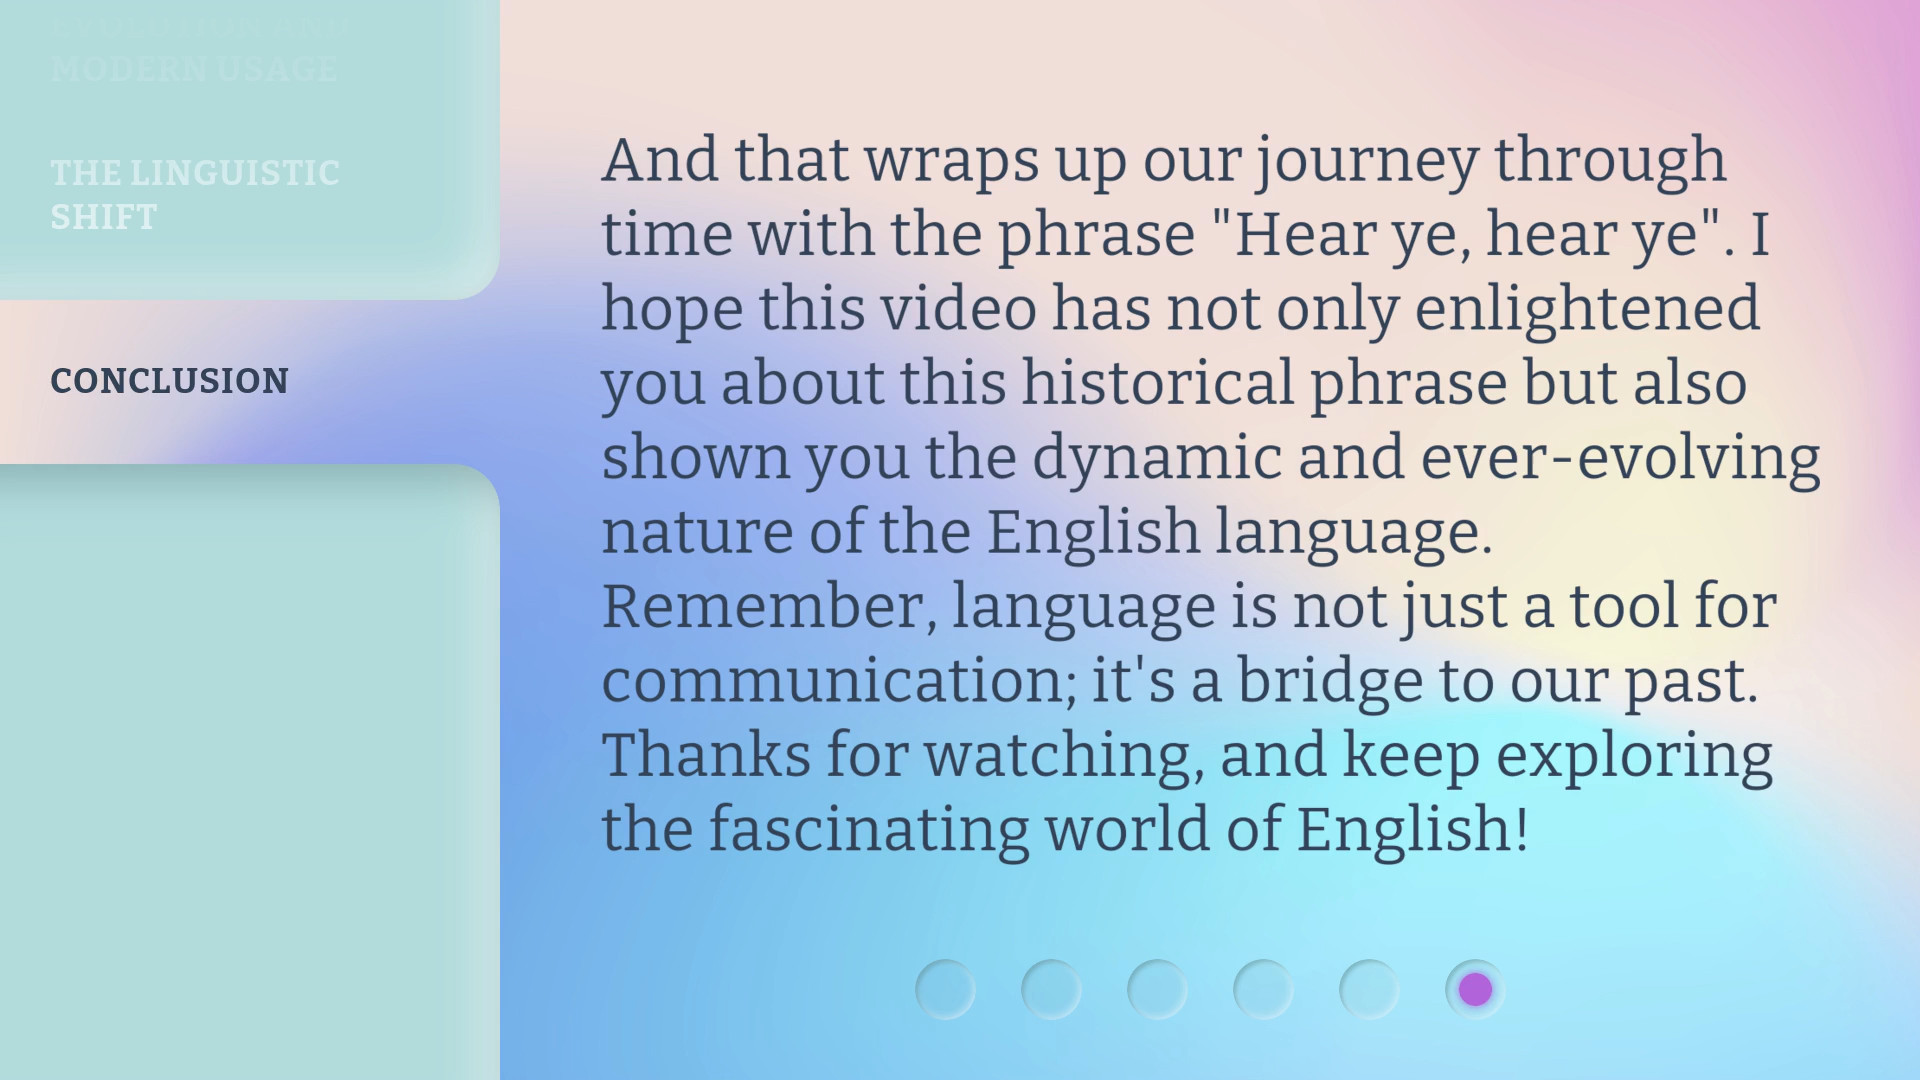 EVOLUTION AND
MODERN USAGE
THE LINGUISTIC
SHIFT
CONCLUSION
And that wraps up our journey through
time with the phrase "Hear ye, hear ye". I
hope this video has not only enlightened
you about this historical phrase but also
shown you the dynamic and ever-evolving
nature of the English language.
Remember, language is not just a tool for
communication; it's a bridge to our past.
Thanks for watching, and keep exploring
the fascinating world of English!